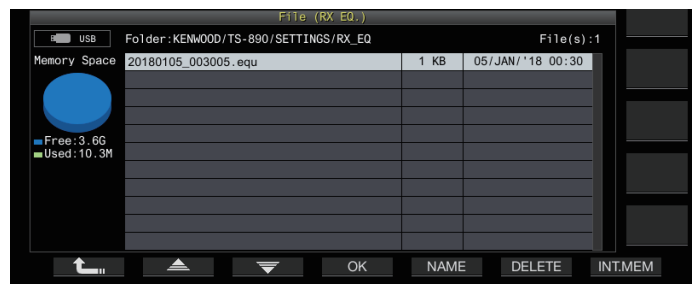 File (RX EQ.)
USB Folder:KENWOOD/TS-890/SETTINGS/RX_EQ File(s):1
Memory Space 20180105_003005.equ 1 KB 05/JAN/'18 00:30
Free:3.6G
Used:10.3M
OK NAME DELETE INT.MEM